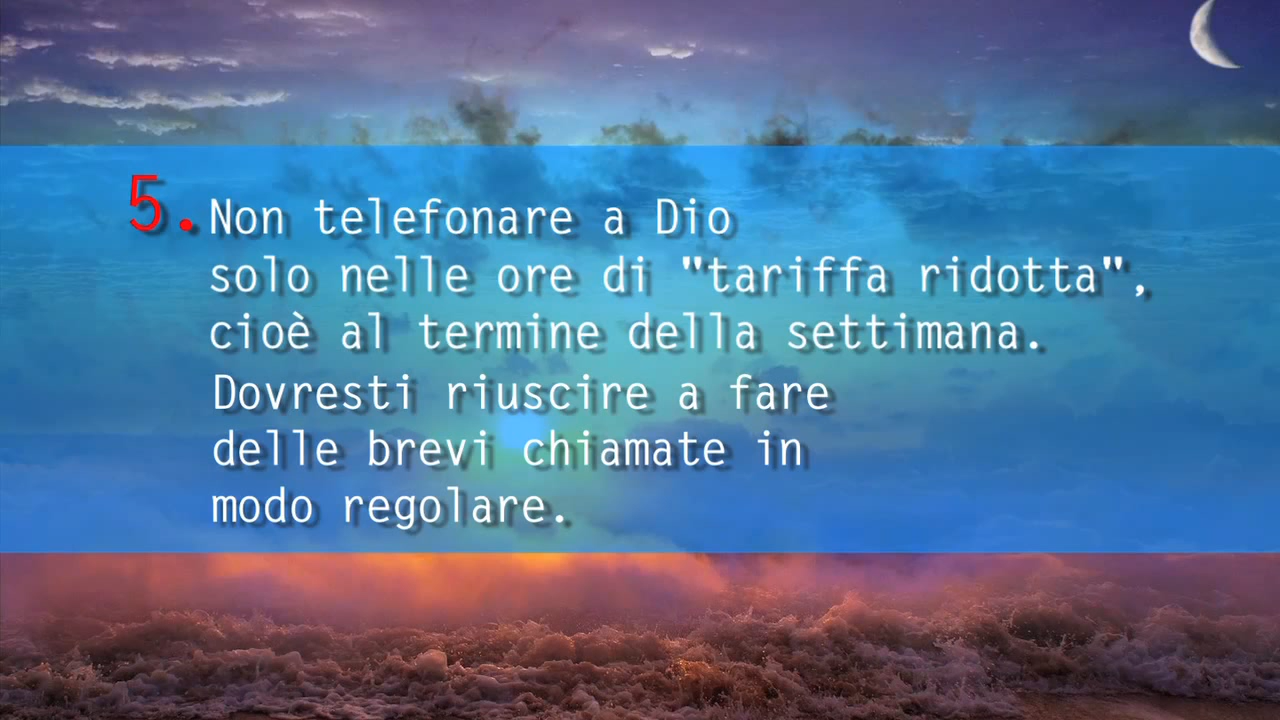 5. Non telefonare a Dio
solo nelle ore di "tariffa ridotta",
cioè al termine della settimana.
Dovresti riuscire a fare
delle brevi chiamate in
modo regolare.